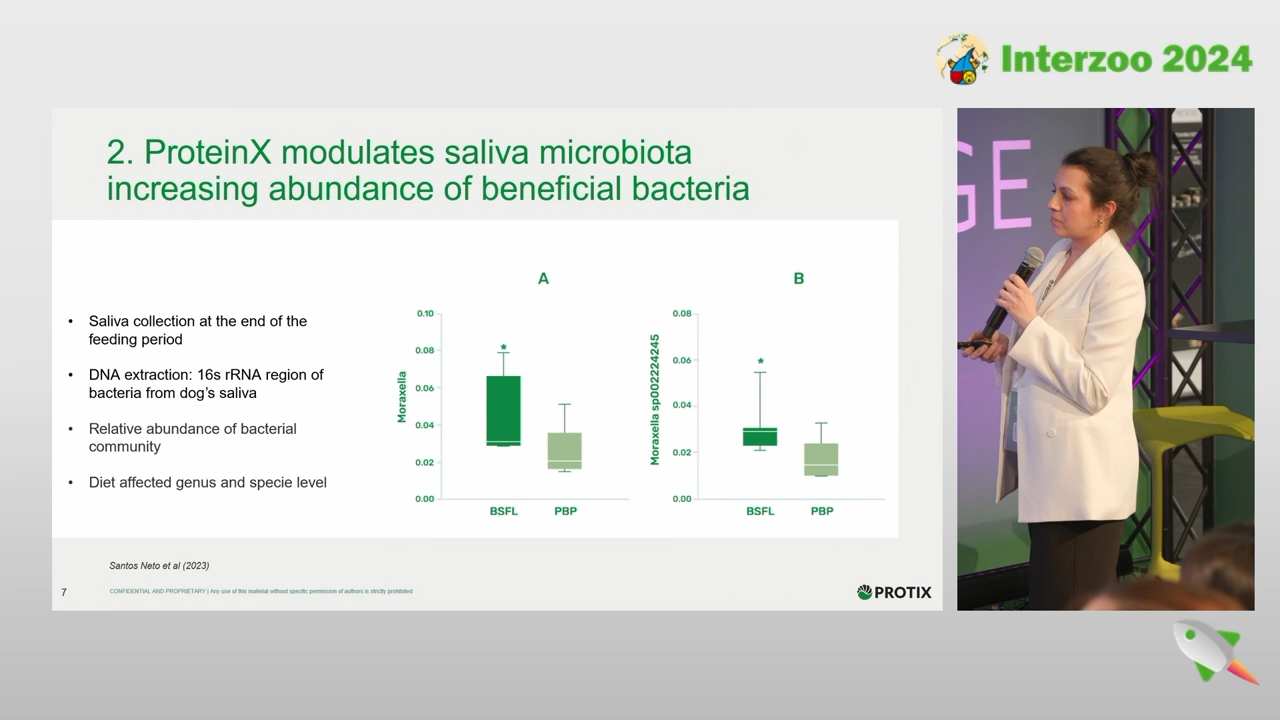 Interzoo 2024
2. ProteinX modulates saliva microbiota
increasing abundance of beneficial bacteria
• Saliva collection at the end of the
feeding period
• DNA extraction: 16s rRNA region of
bacteria from dog's saliva
• Relative abundance of bacterial
community
• Diet affected genus and specie level
A
Moraxella
0.10
0.08
0.06
0.04
0.02
0.00
*
BSFL
PBP
B
Moraxella sp002224245
0.08
0.06
0.04
0.02
0.00
*
BSFL
PBP
Santos Neto et al (2023)
7
CONFIDENTIAL AND PROPRIETARY | Any use of this material without specific permission of authors is strictly prohibited
PROTIX
GE